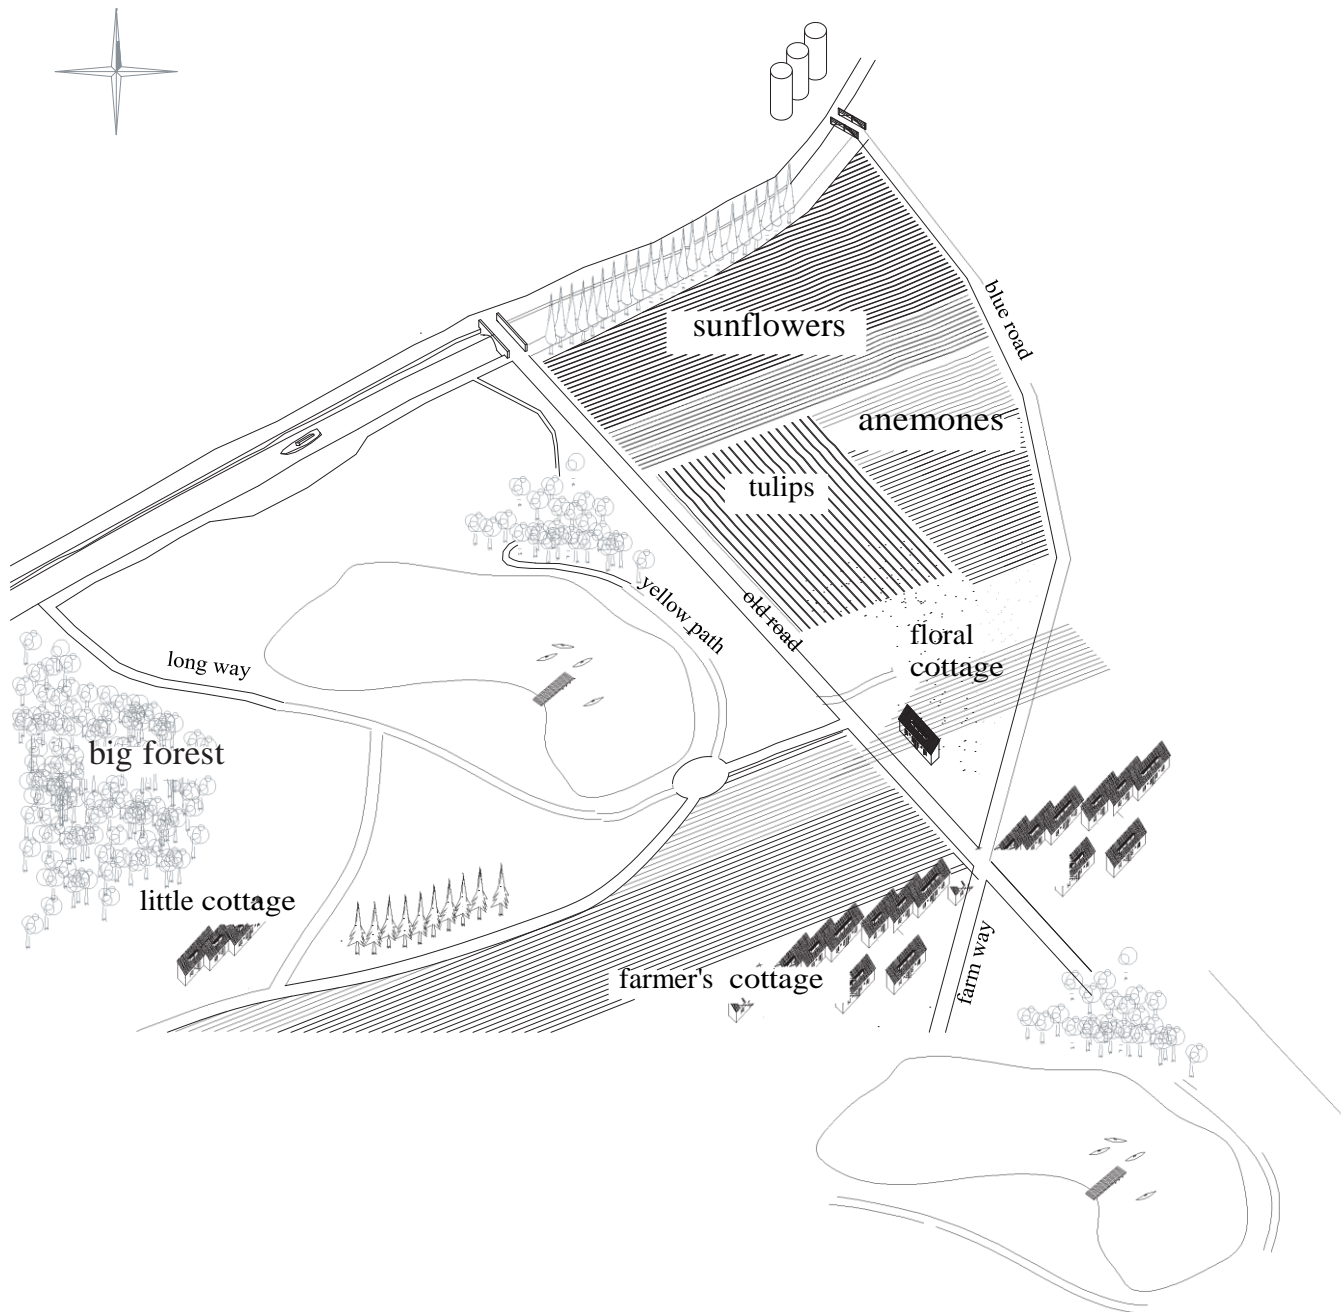 sunflowers
blue road
anemones
tulips
yellow path
old road
floral
cottage
long way
big forest
little cottage
farmer's cottage
farm way